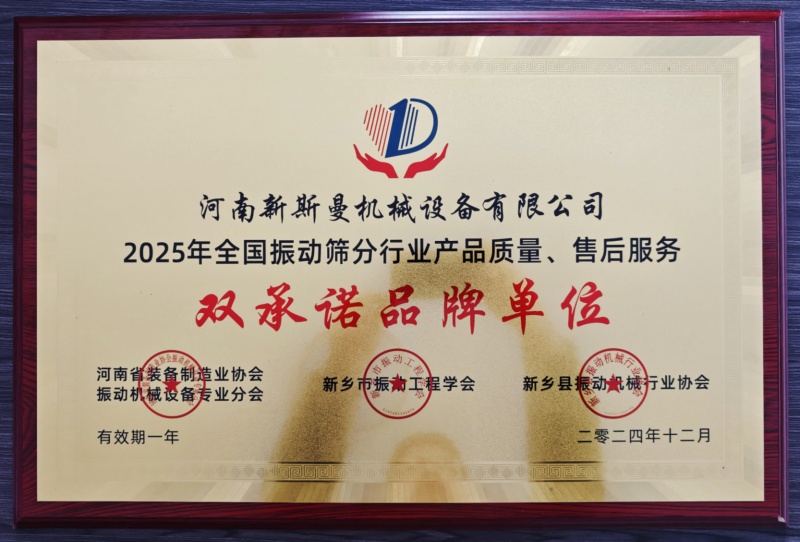 河南新斯曼机械设备有限公司
2025年全国振动筛分行业产品质量、售后服务
双承诺品牌单位
河南省装备制造业协会
振动机械设备专业分会
新乡市振动工程学会
新乡县振动机械行业协会
有效期一年
二零二四年十二月